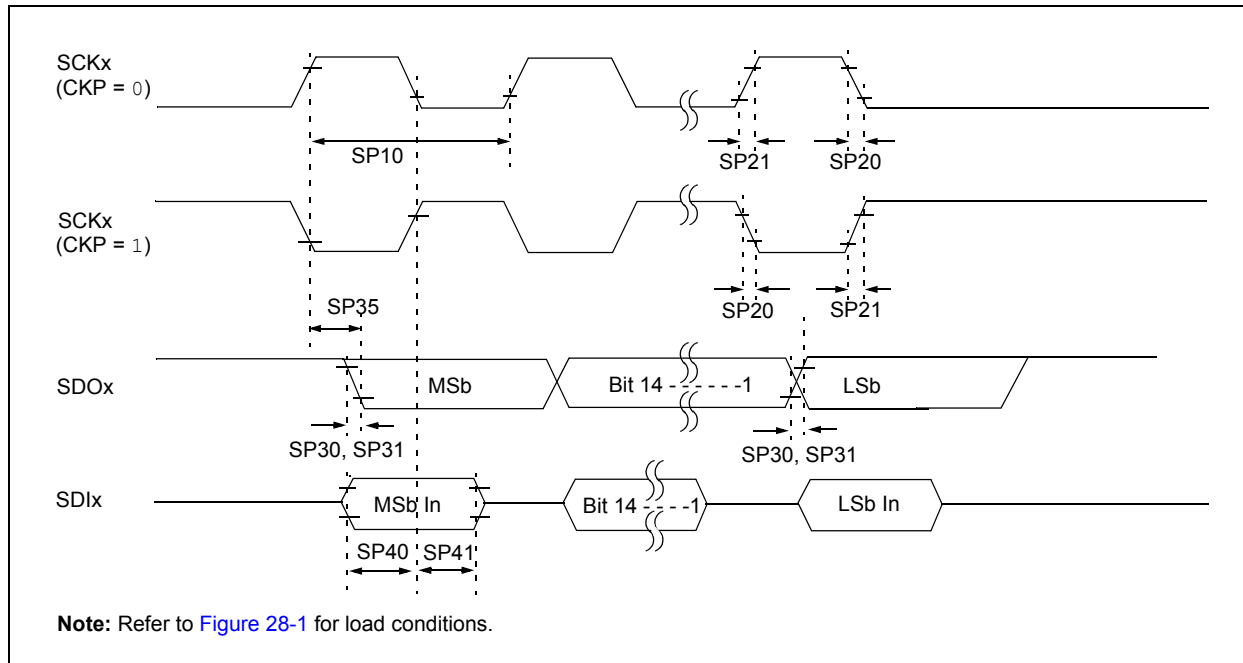 SCKx
(CKP = 0)
SP10
SP21
SP20
SCKx
(CKP = 1)
SP35
SP20
SP21
SDOx
MSb
Bit 14 - - - - - -1
LSb
SP30, SP31
SP30, SP31
SDIx
MSb In
Bit 14 - - - -1
LSb In
SP40
SP41
Note: Refer to Figure 28-1 for load conditions.